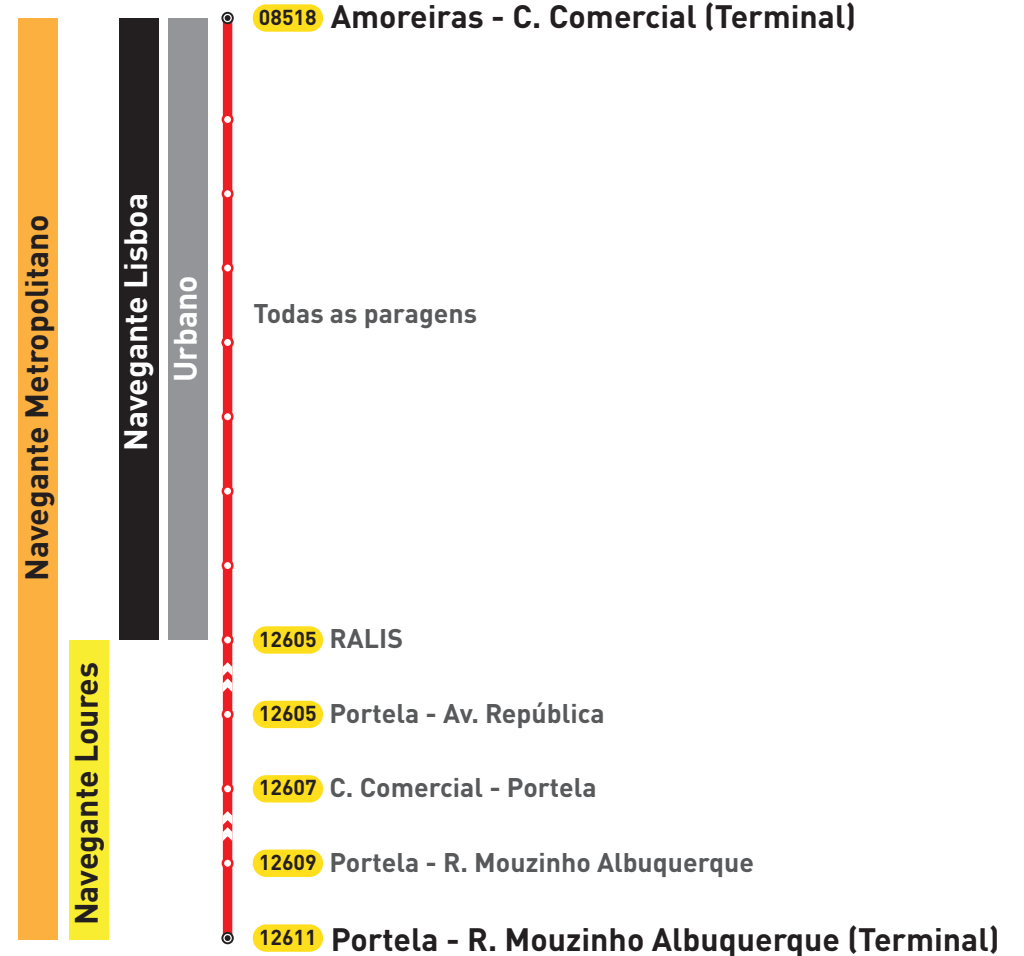 08518 Amoreiras - C. Comercial (Terminal)
Navegante Metropolitano
Navegante Lisboa
Urbano
Todas as paragens
Navegante Loures
12605 RALIS
12605 Portela - Av. República
12607 C. Comercial - Portela
12609 Portela - R. Mouzinho Albuquerque
12611 Portela - R. Mouzinho Albuquerque (Terminal)